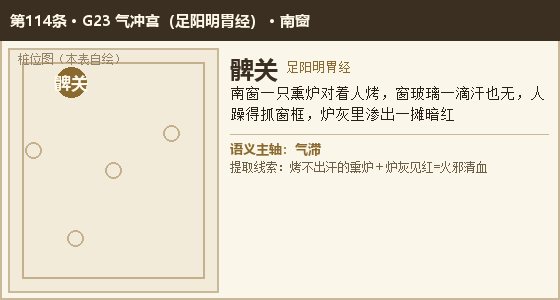 第114条・G23 气冲宫（足阳明胃经）・南窗
桩位图（本表自绘）
髀关
髀关 足阳明胃经
南窗一只熏炉对着人烤，窗玻璃一滴汗也无，人
躁得抓窗框，炉灰里渗出一摊暗红
语义主轴：气滞
提取线索：烤不出汗的熏炉＋炉灰见红=火邪清血